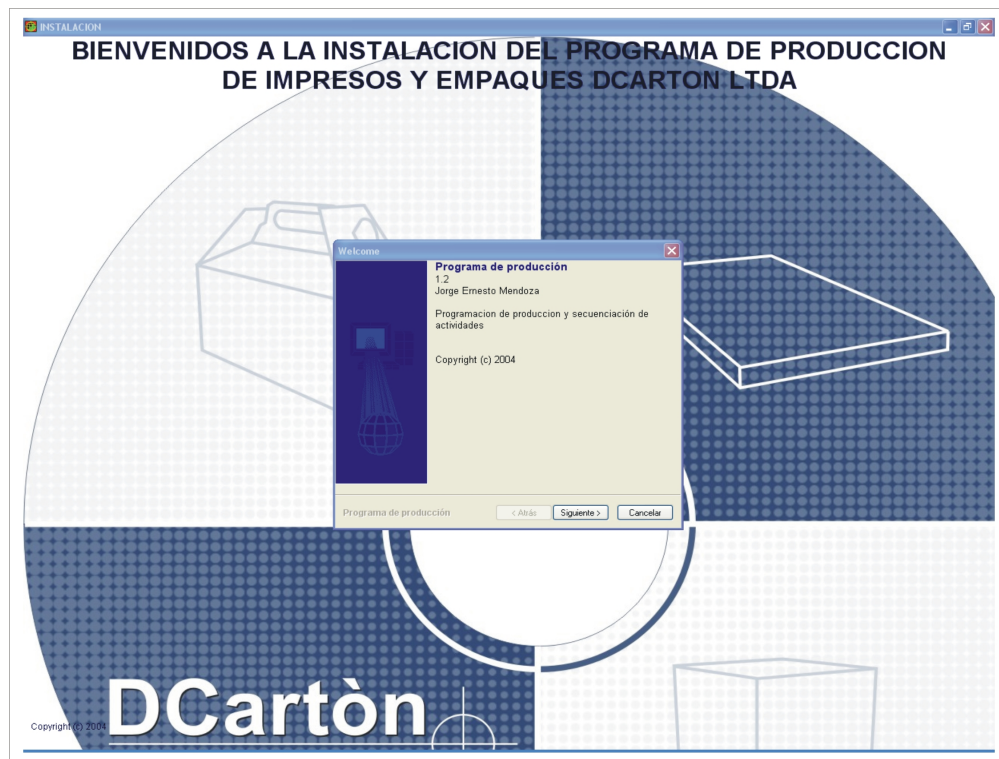 INSTALACION
BIENVENIDOS A LA INSTALACION DEL PROGRAMA DE PRODUCCION
DE IMPRESOS Y EMPAQUES DCARTON LTDA
Welcome
Programa de producción
1.2
Jorge Ernesto Mendoza
Programacion de produccion y secuenciación de
actividades
Copyright (c) 2004
Programa de producción
< Atrás
Siguiente >
Cancelar
DCartòn
Copyright (c) 2004